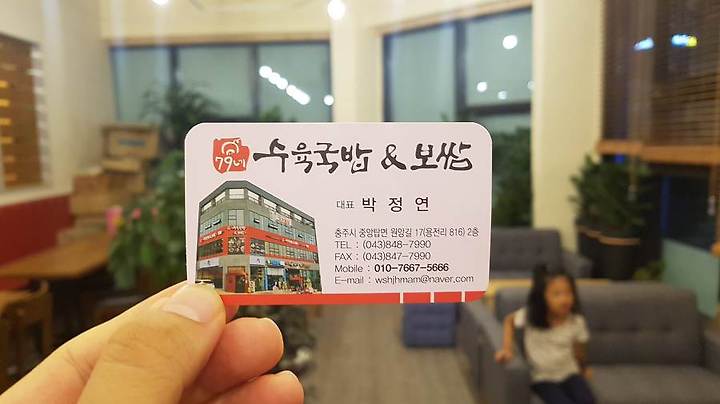 79네 수육국밥 & 보쌈
대표 박정연
충주시 중앙탑면 원앙길 17(용전리 816) 2층
TEL : (043)848-7990
FAX : (043)847-7990
Mobile : 010-7667-5666
E-mail : wshjhmam@naver.com